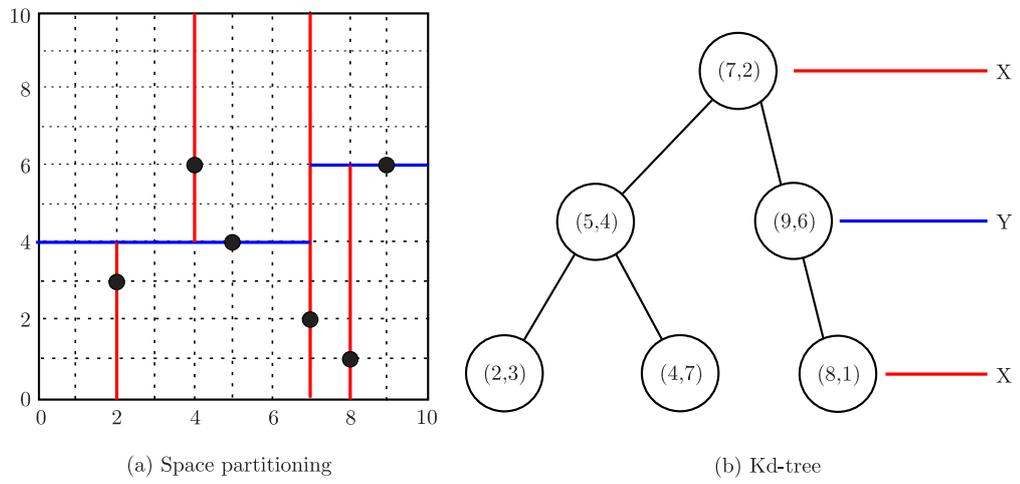 10
8
6
4
2
0
0 2 4 6 8 10
(a) Space partitioning
(7,2) X
(5,4) (9,6) Y
(2,3) (4,7) (8,1) X
(b) Kd-tree